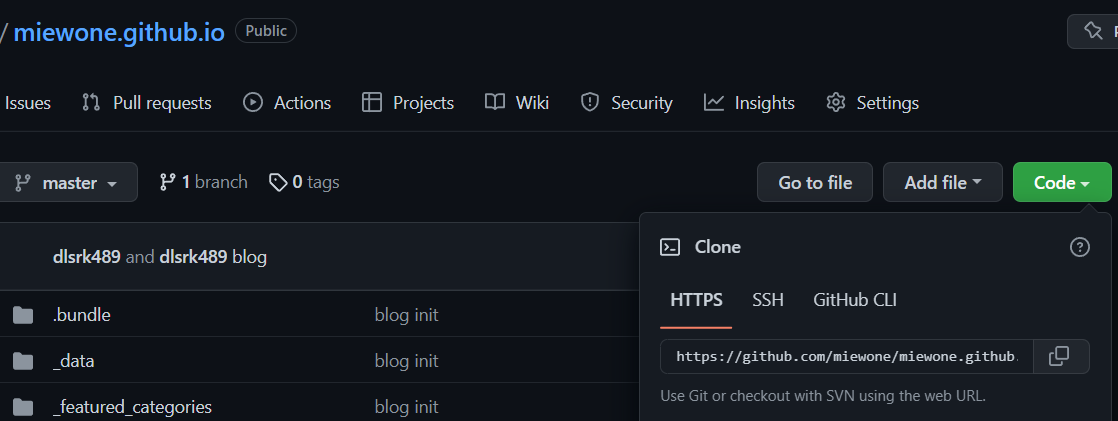 / miewone.github.io Public
Issues Pull requests Actions Projects Wiki Security Insights Settings
master 1 branch 0 tags Go to file Add file Code
dlsrk489 and dlsrk489 blog
Clone
.bundle blog init
HTTPS SSH GitHub CLI
_data blog init
https://github.com/miewone/miewone.github.
Use Git or checkout with SVN using the web URL.
_featured_categories blog init